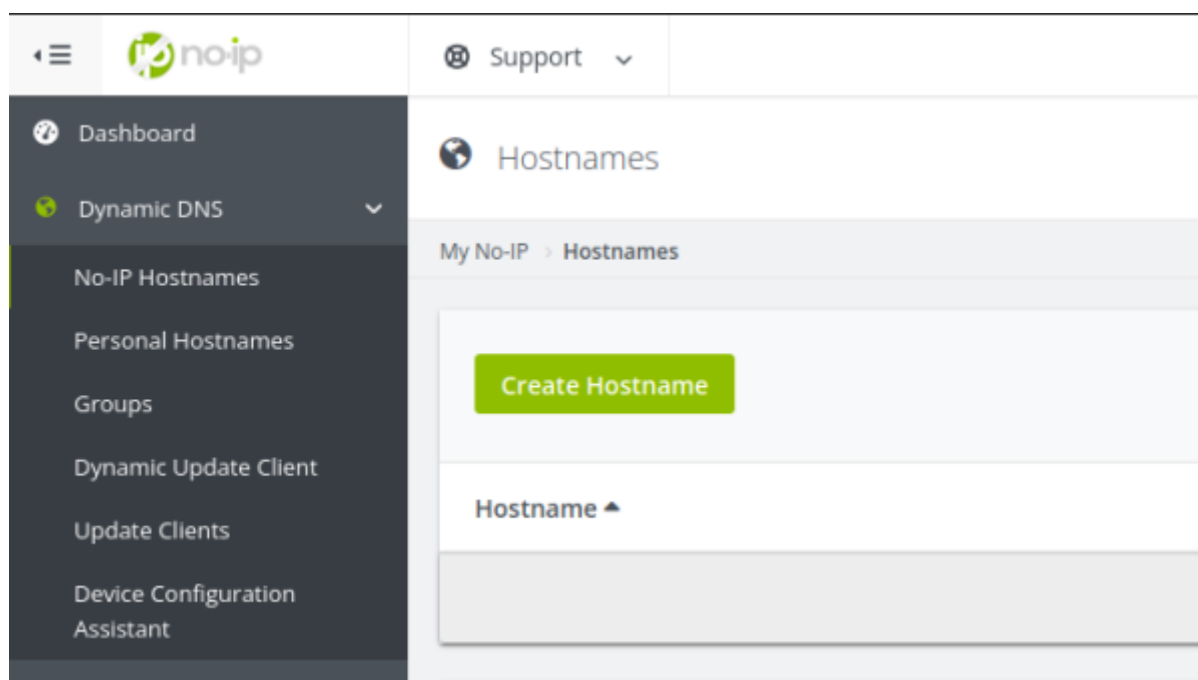 no-ip
Support
Dashboard
Dynamic DNS
No-IP Hostnames
Personal Hostnames
Groups
Dynamic Update Client
Update Clients
Device Configuration
Assistant
Hostnames
My No-IP > Hostnames
Create Hostname
Hostname